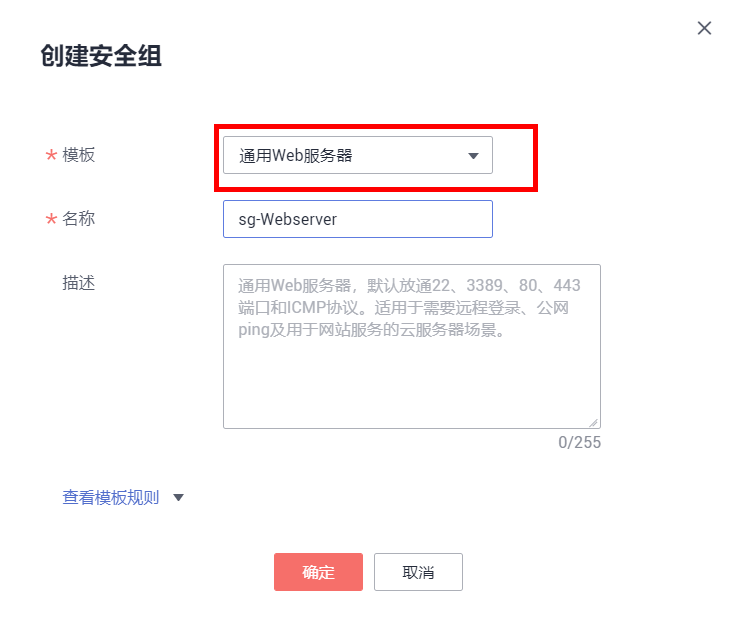 创建安全组
* 模板
通用Web服务器
* 名称
sg-Webserver
描述
通用Web服务器，默认放通22、3389、80、443
端口和ICMP协议。适用于需要远程登录、公网
ping及用于网站服务的云服务器场景。
0/255
查看模板规则
确定
取消